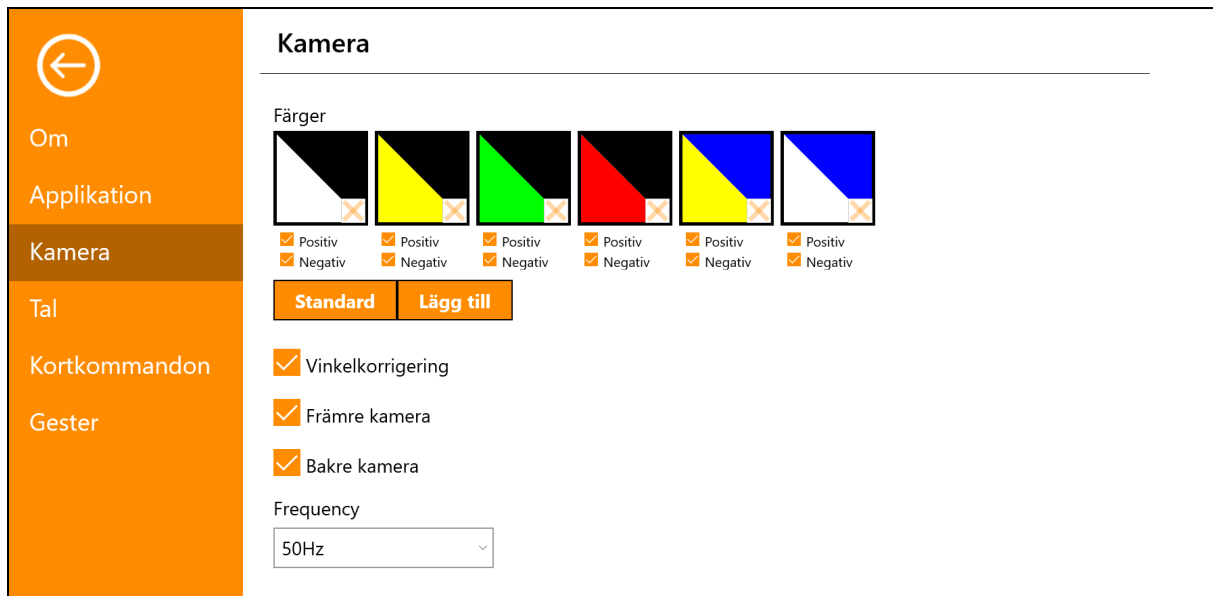 Kamera
Om
Applikation
Kamera
Tal
Kortkommandon
Gester
Färger
Positiv Positiv Positiv Positiv Positiv Positiv
Negativ Negativ Negativ Negativ Negativ Negativ
Standard Lägg till
Vinkelkorrigering
Främre kamera
Bakre kamera
Frequency
50Hz